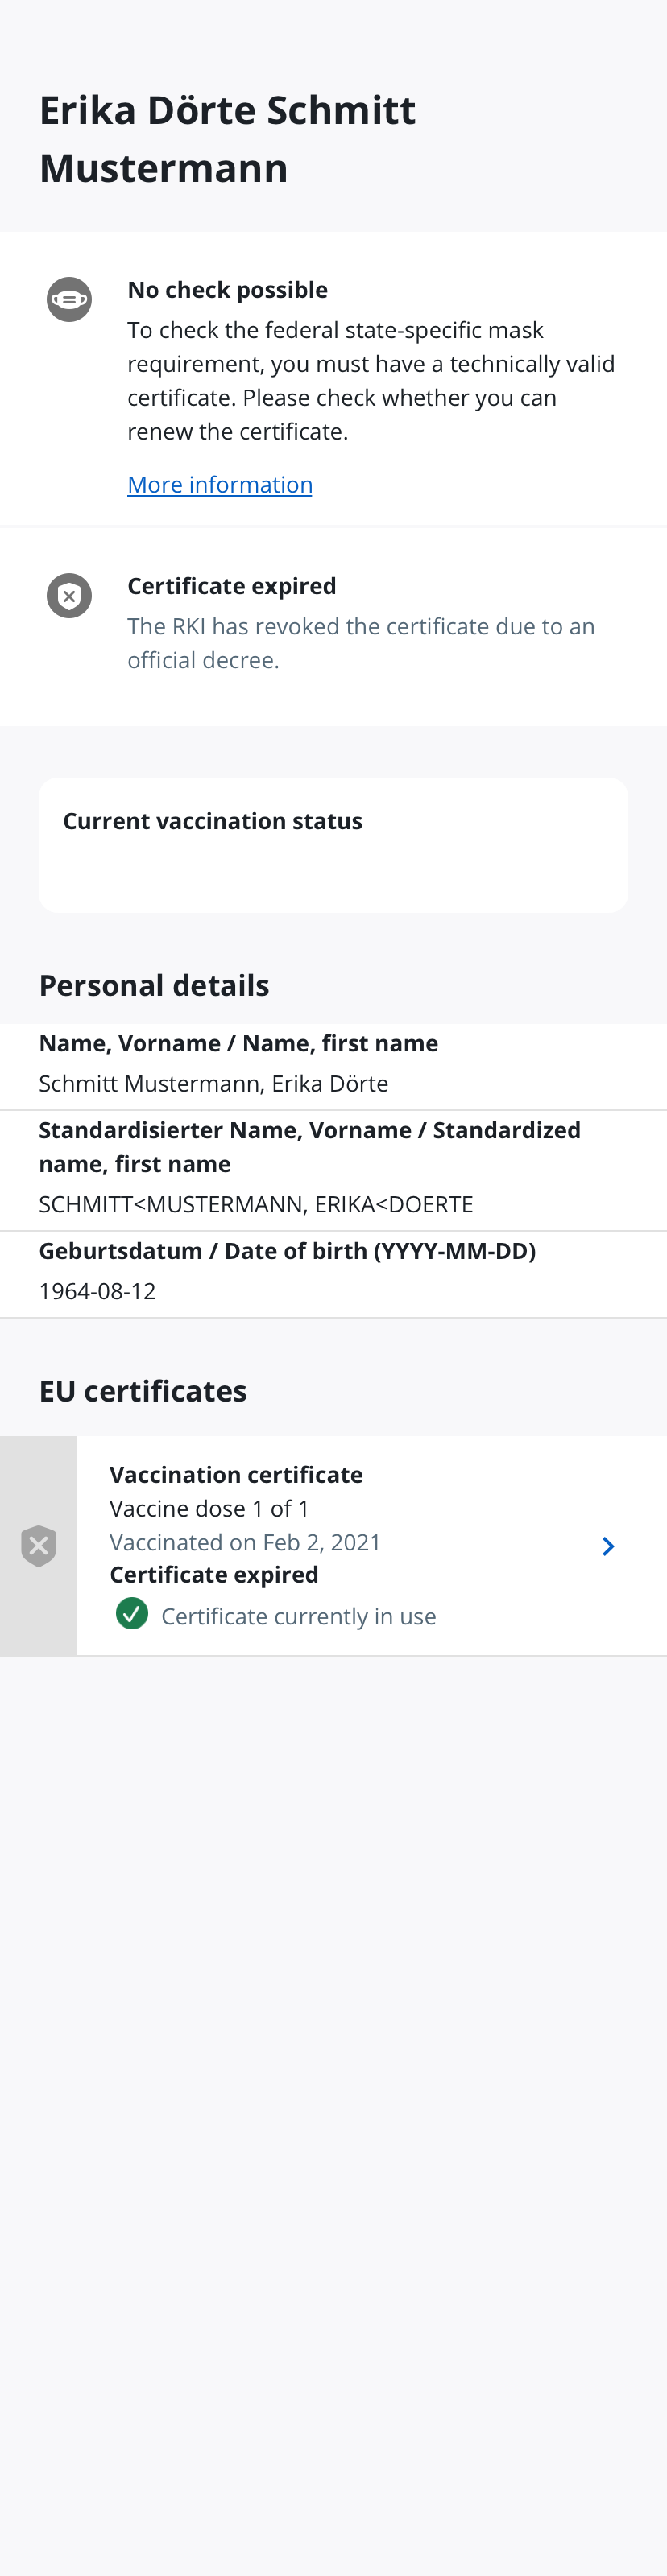 Erika Dörte Schmitt
Mustermann
No check possible
To check the federal state-specific mask
requirement, you must have a technically valid
certificate. Please check whether you can
renew the certificate.
More information
Certificate expired
The RKI has revoked the certificate due to an
official decree.
Current vaccination status
Personal details
Name, Vorname / Name, first name
Schmitt Mustermann, Erika Dörte
Standardisierter Name, Vorname / Standardized
name, first name
SCHMITT<MUSTERMANN, ERIKA<DOERTE
Geburtsdatum / Date of birth (YYYY-MM-DD)
1964-08-12
EU certificates
Vaccination certificate
Vaccine dose 1 of 1
Vaccinated on Feb 2, 2021
Certificate expired
Certificate currently in use